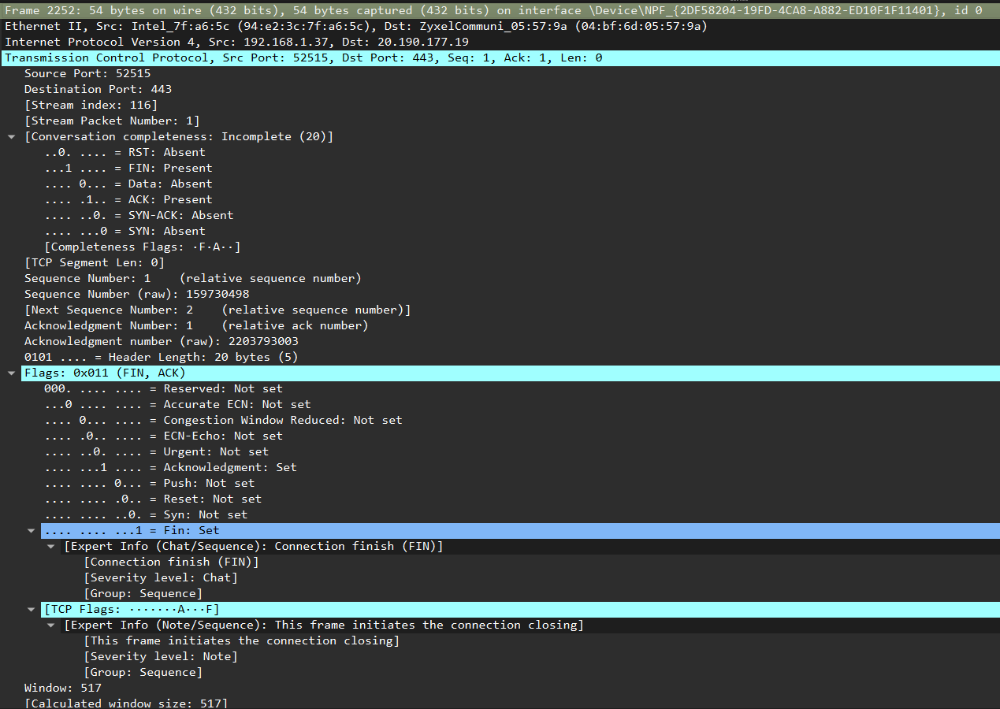 Frame 2252: 54 bytes on wire (432 bits), 54 bytes captured (432 bits) on interface \Device\NPF_{2DF58204-19FD-4CA8-A882-ED10F1F11401}, id 0
Ethernet II, Src: Intel_7f:a6:5c (94:e2:3c:7f:a6:5c), Dst: ZyxelCommuni_05:57:9a (04:bf:6d:05:57:9a)
Internet Protocol Version 4, Src: 192.168.1.37, Dst: 20.190.177.19
Transmission Control Protocol, Src Port: 52515, Dst Port: 443, Seq: 1, Ack: 1, Len: 0
Source Port: 52515
Destination Port: 443
[Stream index: 116]
[Stream Packet Number: 1]
[Conversation completeness: Incomplete (20)]
..0. .... = RST: Absent
...1 .... = FIN: Present
.... 0... = Data: Absent
.... .1.. = ACK: Present
.... ..0. = SYN-ACK: Absent
.... ...0 = SYN: Absent
[Completeness Flags: ·F·A··]
[TCP Segment Len: 0]
Sequence Number: 1    (relative sequence number)
Sequence Number (raw): 159730498
[Next Sequence Number: 2    (relative sequence number)]
Acknowledgment Number: 1    (relative ack number)
Acknowledgment number (raw): 2203793003
0101 .... = Header Length: 20 bytes (5)
Flags: 0x011 (FIN, ACK)
000. .... .... = Reserved: Not set
...0 .... .... = Accurate ECN: Not set
.... 0... .... = Congestion Window Reduced: Not set
.... .0.. .... = ECN-Echo: Not set
.... ..0. .... = Urgent: Not set
.... ...1 .... = Acknowledgment: Set
.... .... 0... = Push: Not set
.... .... .0.. = Reset: Not set
.... .... ..0. = Syn: Not set
.... .... ...1 = Fin: Set
[Expert Info (Chat/Sequence): Connection finish (FIN)]
[Connection finish (FIN)]
[Severity level: Chat]
[Group: Sequence]
[TCP Flags: ·······A···F]
[Expert Info (Note/Sequence): This frame initiates the connection closing]
[This frame initiates the connection closing]
[Severity level: Note]
[Group: Sequence]
Window: 517
[Calculated window size: 517]